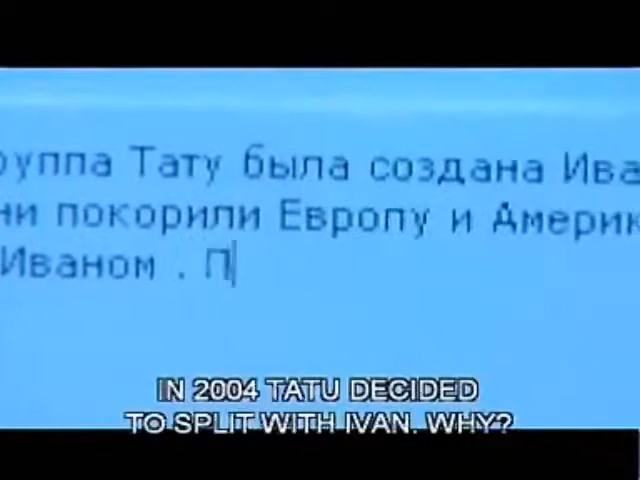 руппа Тату была создана Ива
ни покорили Европу и Америк
Иваном . П
IN 2004 TATU DECIDED
TO SPLIT WITH IVAN. WHY?